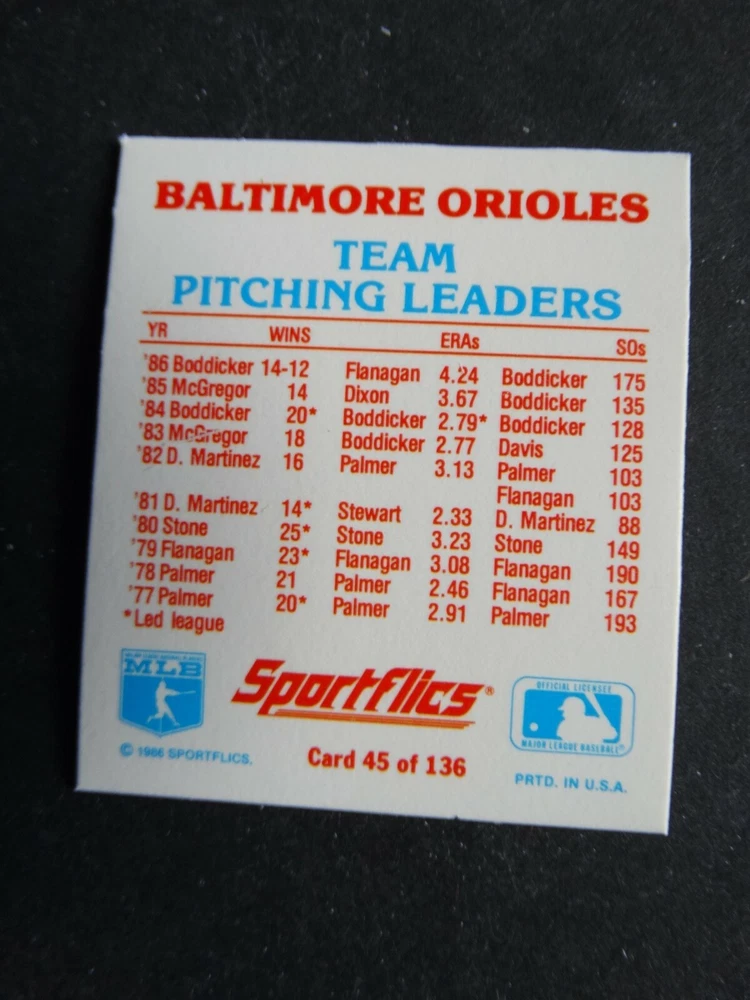 BALTIMORE ORIOLES
TEAM
PITCHING LEADERS
YR WINS ERAs SOs
'86 Boddicker 14-12 Flanagan 4.24 Boddicker 175
'85 McGregor 14 Dixon 3.67 Boddicker 135
'84 Boddicker 20* Boddicker 2.79* Boddicker 128
'83 McGregor 18 Boddicker 2.77 Davis 125
'82 D. Martinez 16 Palmer 3.13 Palmer 103
Flanagan 103
'81 D. Martinez 14* Stewart 2.33 D. Martinez 88
'80 Stone 25* Stone 3.23 Stone 149
'79 Flanagan 23* Flanagan 3.08 Flanagan 190
'78 Palmer 21 Palmer 2.46 Flanagan 167
'77 Palmer 20* Palmer 2.91 Palmer 193
*Led league
MLB
Sportflics®
OFFICIAL LICENSEE
MAJOR LEAGUE BASEBALL
© 1986 SPORTFLICS.
Card 45 of 136
PRTD. IN U.S.A.